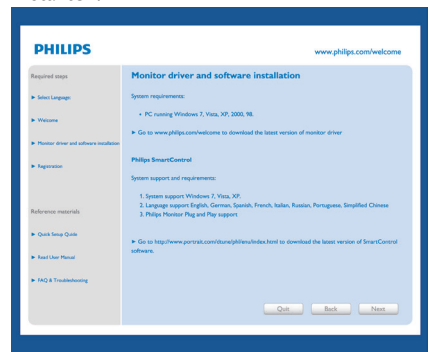 PHILIPS
www.philips.com/welcome
Required steps
► Select Language:
► Welcome
► Monitor driver and software installation
► Registration
Reference materials:
► Quick Setup Guide
► Read User Manual
► FAQ & Troubleshooting
Monitor driver and software installation
System requirements:
• PC running Windows 7, Vista, XP, 2000, 98.
► Go to www.philips.com/welcome to download the latest version of monitor driver
Philips SmartControl
System support and requirements:
1. System support Windows 7, Vista, XP.
2. Language support English, German, Spanish, French, Italian, Russian, Portuguese, Simplified Chinese
3. Philips Monitor Plug and Play support
► Go to http://www.portrait.com/dtune/phl/enu/index.html to download the latest version of SmartControl
software.
Quit
Back
Next